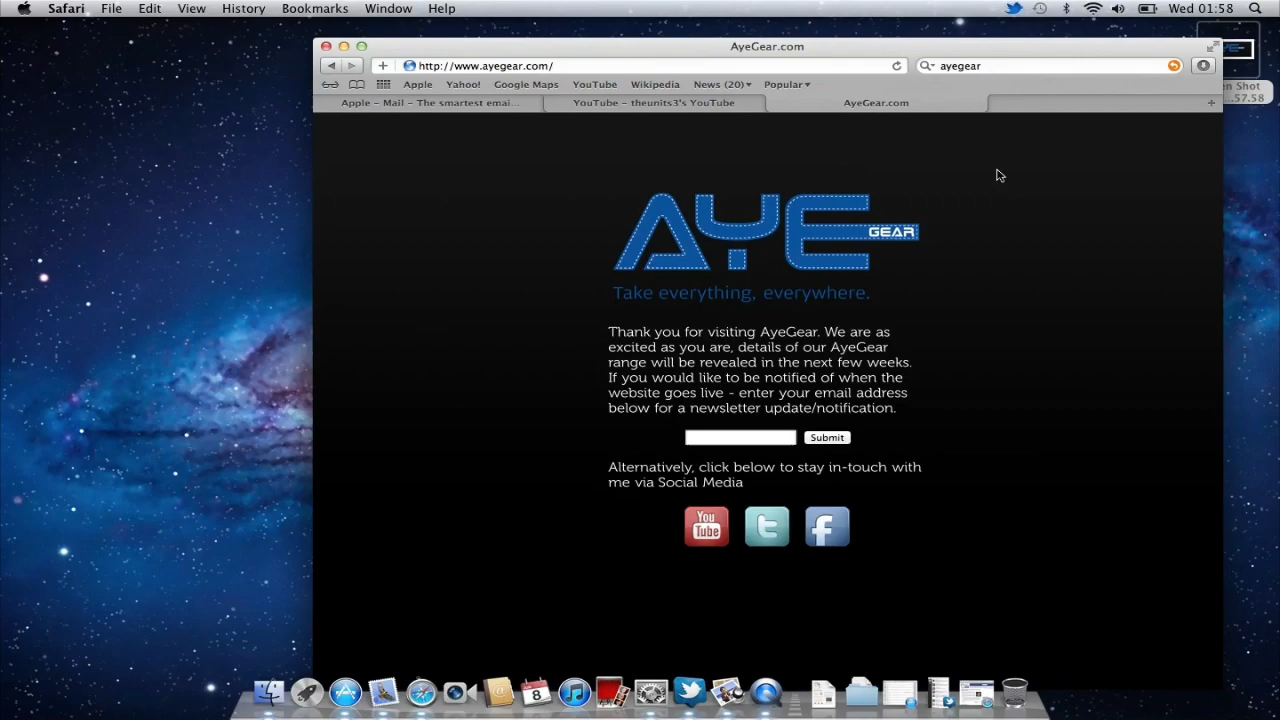 Safari File Edit View History Bookmarks Window Help Wed 01:58
AyeGear.com
http://www.ayegear.com/ ayegear
Apple Yahoo! Google Maps YouTube Wikipedia News (20) Popular
Apple – Mail – The smartest emai... YouTube – theunits3's YouTube AyeGear.com
en Shot
...57.58
AYE
GEAR
Take everything, everywhere.
Thank you for visiting AyeGear. We are as
excited as you are, details of our AyeGear
range will be revealed in the next few weeks.
If you would like to be notified of when the
website goes live - enter your email address
below for a newsletter update/notification.
Submit
Alternatively, click below to stay in-touch with
me via Social Media
You
Tube
t f
8